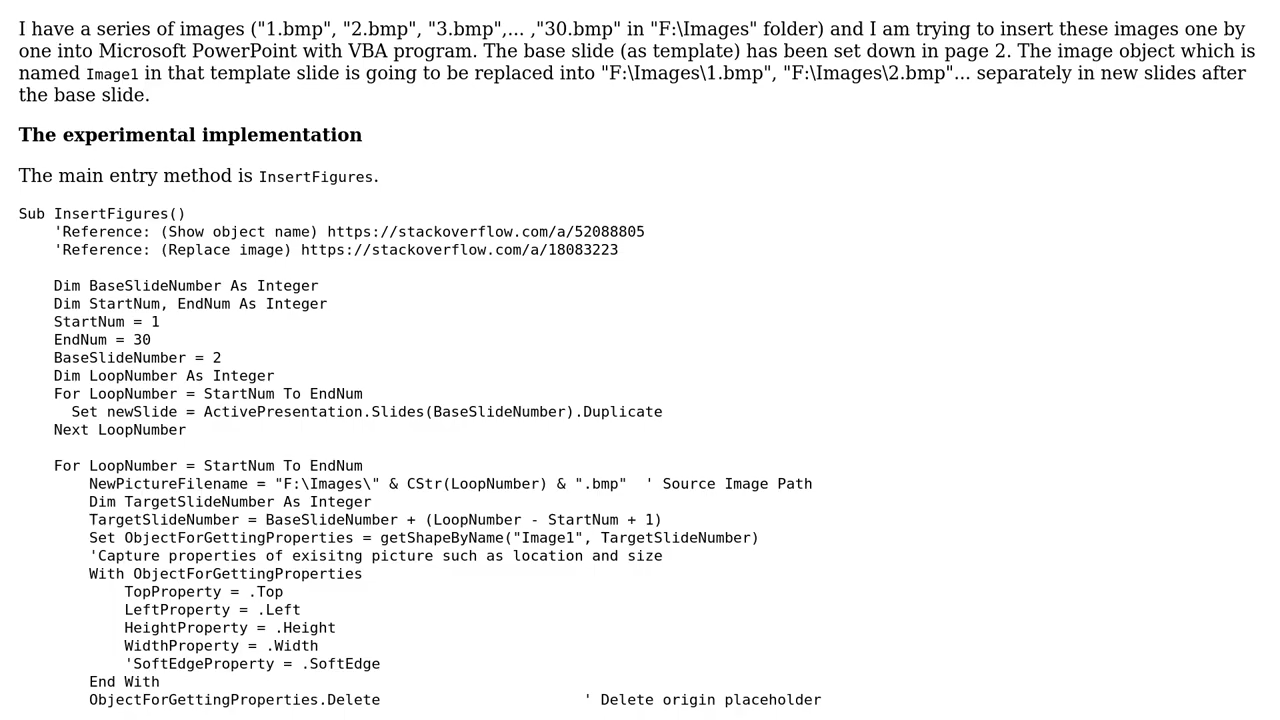 I have a series of images ("1.bmp", "2.bmp", "3.bmp",... ,"30.bmp" in "F:\Images" folder) and I am trying to insert these images one by
one into Microsoft PowerPoint with VBA program. The base slide (as template) has been set down in page 2. The image object which is
named Image1 in that template slide is going to be replaced into "F:\Images\1.bmp", "F:\Images\2.bmp"... separately in new slides after
the base slide.
The experimental implementation
The main entry method is InsertFigures.
Sub InsertFigures()
    'Reference: (Show object name) https://stackoverflow.com/a/52088805
    'Reference: (Replace image) https://stackoverflow.com/a/18083223
    Dim BaseSlideNumber As Integer
    Dim StartNum, EndNum As Integer
    StartNum = 1
    EndNum = 30
    BaseSlideNumber = 2
    Dim LoopNumber As Integer
    For LoopNumber = StartNum To EndNum
      Set newSlide = ActivePresentation.Slides(BaseSlideNumber).Duplicate
    Next LoopNumber
    For LoopNumber = StartNum To EndNum
        NewPictureFilename = "F:\Images\" & CStr(LoopNumber) & ".bmp"  ' Source Image Path
        Dim TargetSlideNumber As Integer
        TargetSlideNumber = BaseSlideNumber + (LoopNumber - StartNum + 1)
        Set ObjectForGettingProperties = getShapeByName("Image1", TargetSlideNumber)
        'Capture properties of exisitng picture such as location and size
        With ObjectForGettingProperties
            TopProperty = .Top
            LeftProperty = .Left
            HeightProperty = .Height
            WidthProperty = .Width
            'SoftEdgeProperty = .SoftEdge
        End With
        ObjectForGettingProperties.Delete                       ' Delete origin placeholder